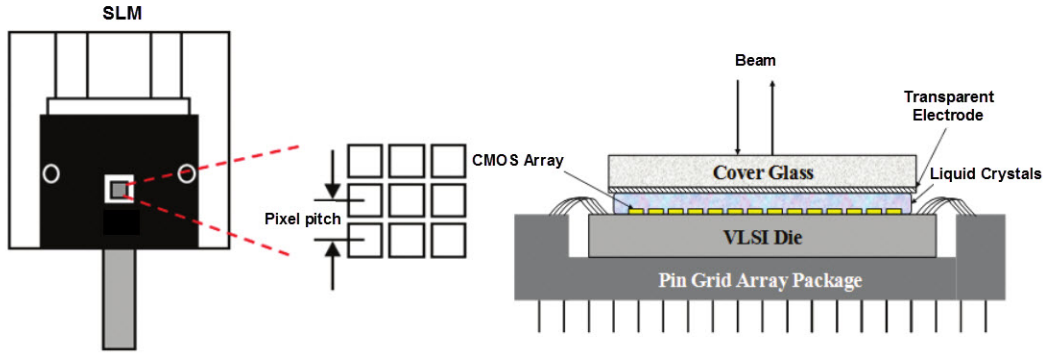 SLM
Pixel pitch
Beam
Transparent
Electrode
CMOS Array
Cover Glass
Liquid Crystals
VLSI Die
Pin Grid Array Package